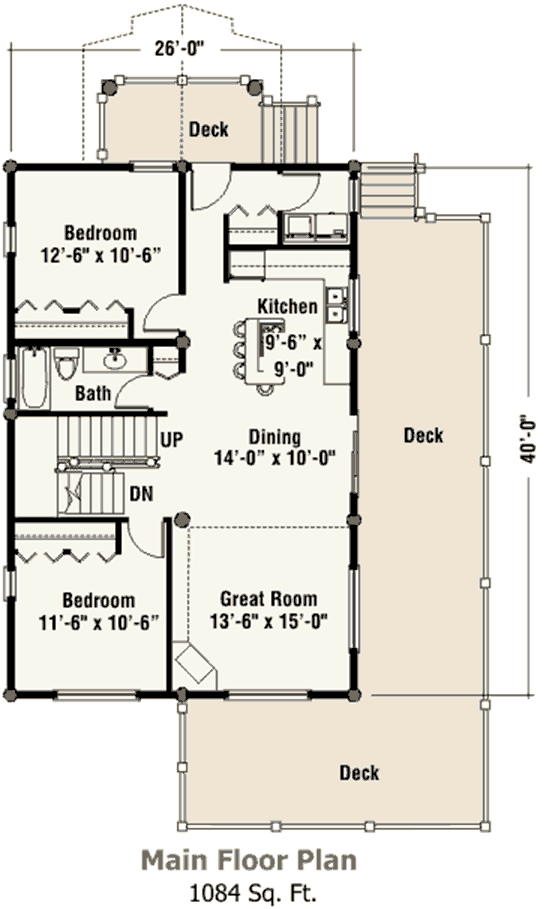 26'-0"
Deck
Bedroom
12'-6" x 10'-6"
Kitchen
9'-6" x
9'-0"
Bath
UP
Dining
14'-0" x 10'-0"
Deck
40'-0"
DN
Bedroom
11'-6" x 10'-6"
Great Room
13'-6" x 15'-0"
Deck
Main Floor Plan
1084 Sq. Ft.